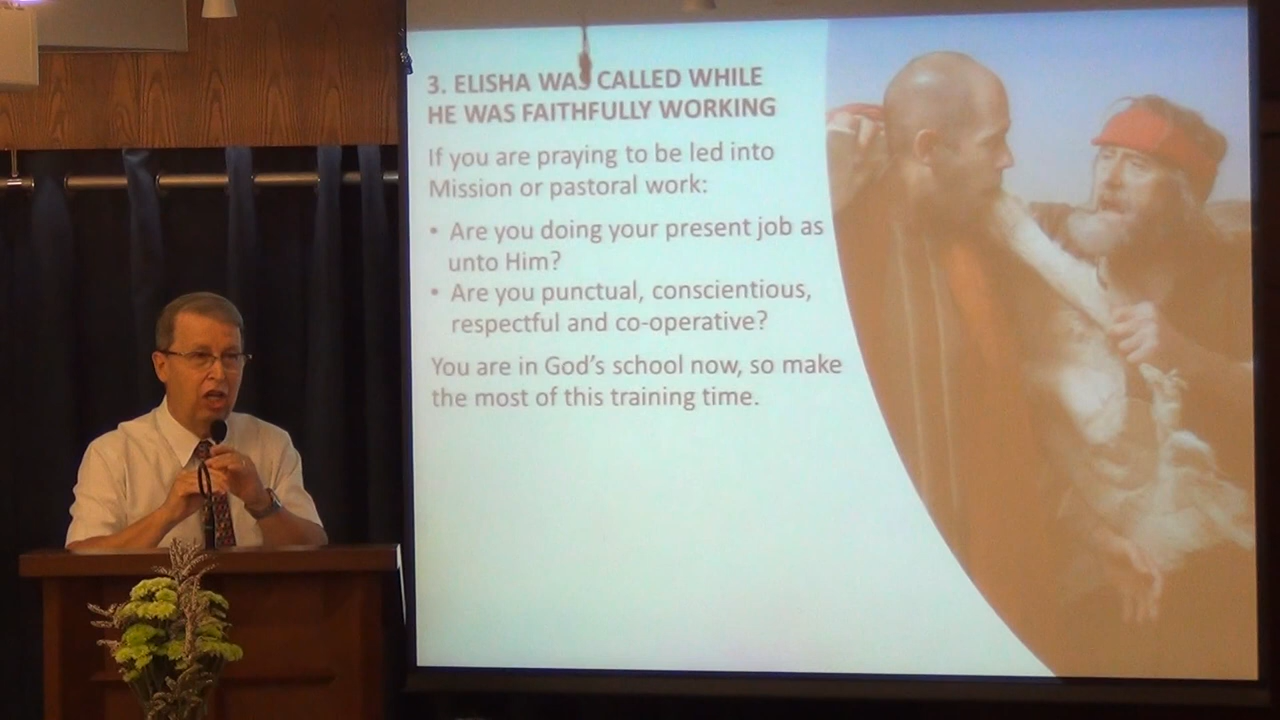 3. ELISHA WAS CALLED WHILE
HE WAS FAITHFULLY WORKING
If you are praying to be led into
Mission or pastoral work:
• Are you doing your present job as
unto Him?
• Are you punctual, conscientious,
respectful and co-operative?
You are in God’s school now, so make
the most of this training time.